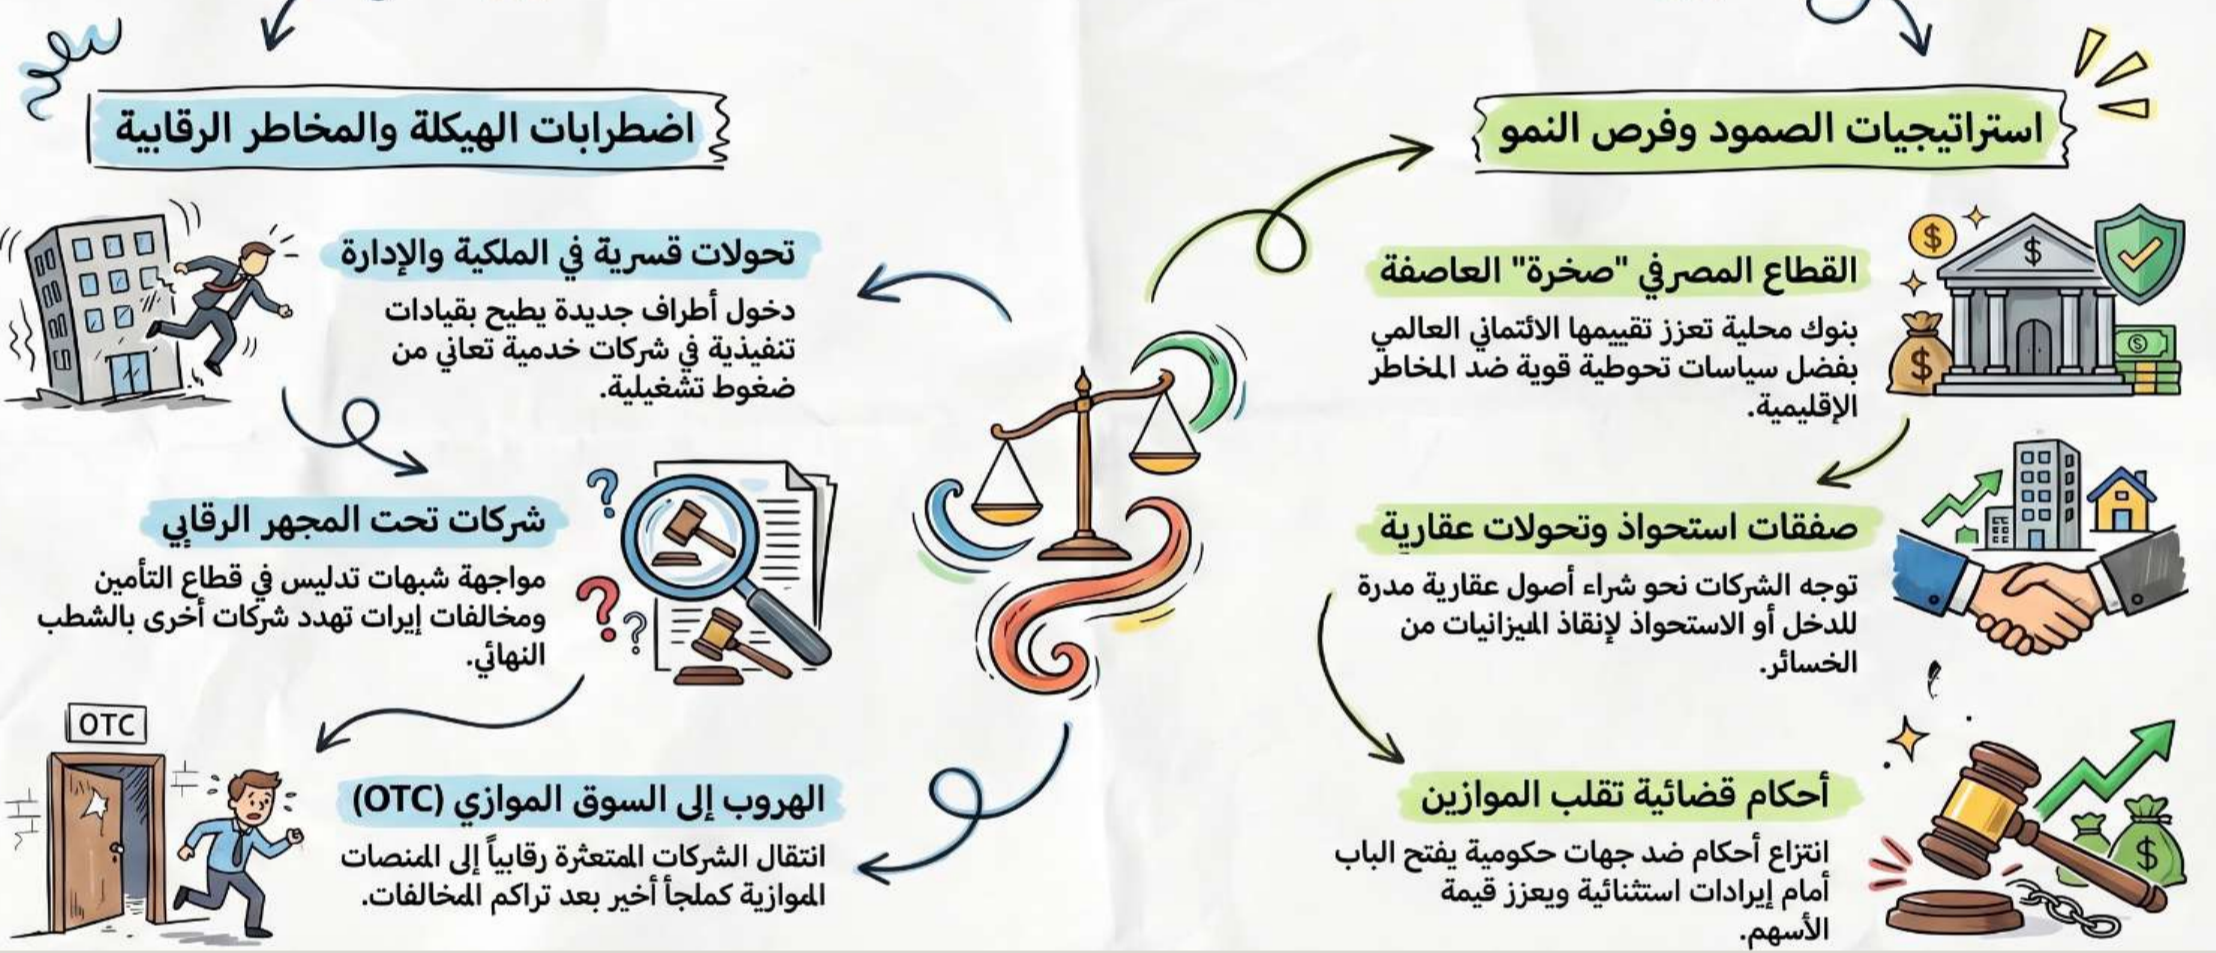 استراتيجيات الصمود وفرص النمو
القطاع المصرفي "صخرة" العاصفة
بنوك محلية تعزز تقييمها الائتماني العالمي
بفضل سياسات تحوطية قوية ضد المخاطر
الإقليمية.
صفقات استحواذ وتحولات عقارية
توجه الشركات نحو شراء أصول عقارية مدرة
للدخل أو الاستحواذ لإنقاذ الميزانيات من
الخسائر.
أحكام قضائية تقلب الموازين
انتزاع أحكام ضد جهات حكومية يفتح الباب
أمام إيرادات استثنائية ويعزز قيمة
الأسهم.
اضطرابات الهيكلة والمخاطر الرقابية
تحولات قسرية في الملكية والإدارة
دخول أطراف جديدة يطيح بقيادات
تنفيذية في شركات خدمية تعاني من
ضغوط تشغيلية.
شركات تحت المجهر الرقابي
مواجهة شبهات تدليس في قطاع التأمين
ومخالفات إيرات تهدد شركات أخرى بالشطب
النهائي.
OTC
الهروب إلى السوق الموازي (OTC)
انتقال الشركات المتعثرة رقابياً إلى المنصات
الموازية كملجأ أخير بعد تراكم المخالفات.